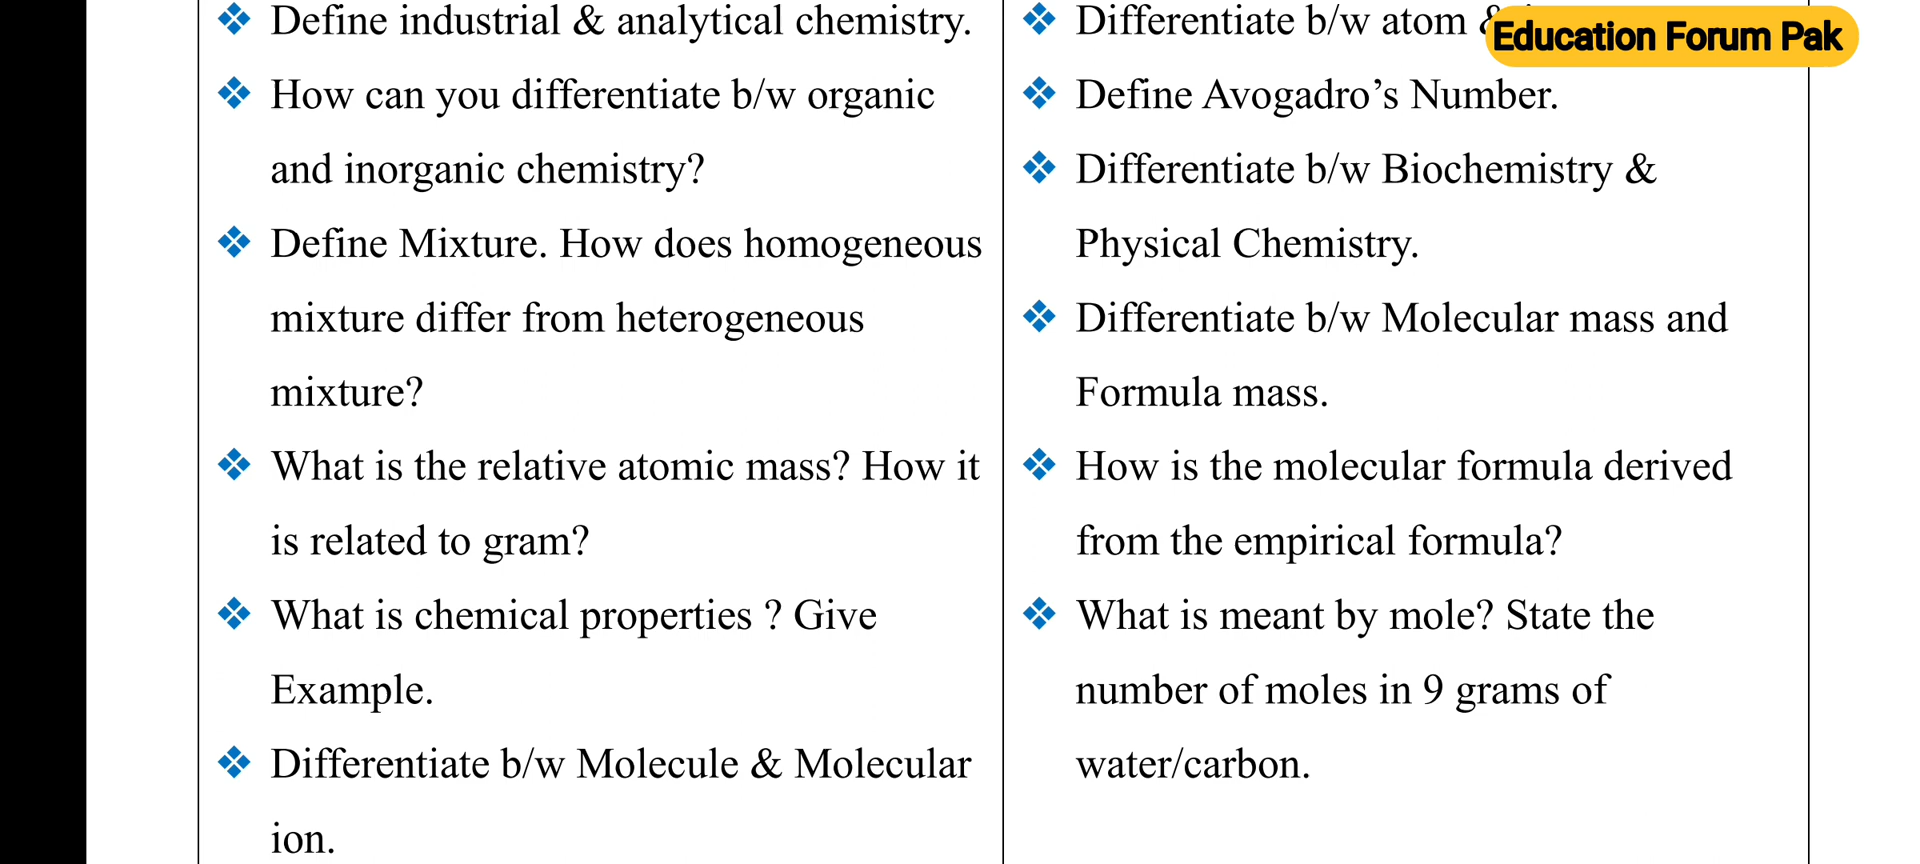 Define industrial & analytical chemistry.
How can you differentiate b/w organic
and inorganic chemistry?
Define Mixture. How does homogeneous
mixture differ from heterogeneous
mixture?
What is the relative atomic mass? How it
is related to gram?
What is chemical properties ? Give
Example.
Differentiate b/w Molecule & Molecular
ion.
Differentiate b/w atom &
Education Forum Pak
Define Avogadro’s Number.
Differentiate b/w Biochemistry &
Physical Chemistry.
Differentiate b/w Molecular mass and
Formula mass.
How is the molecular formula derived
from the empirical formula?
What is meant by mole? State the
number of moles in 9 grams of
water/carbon.